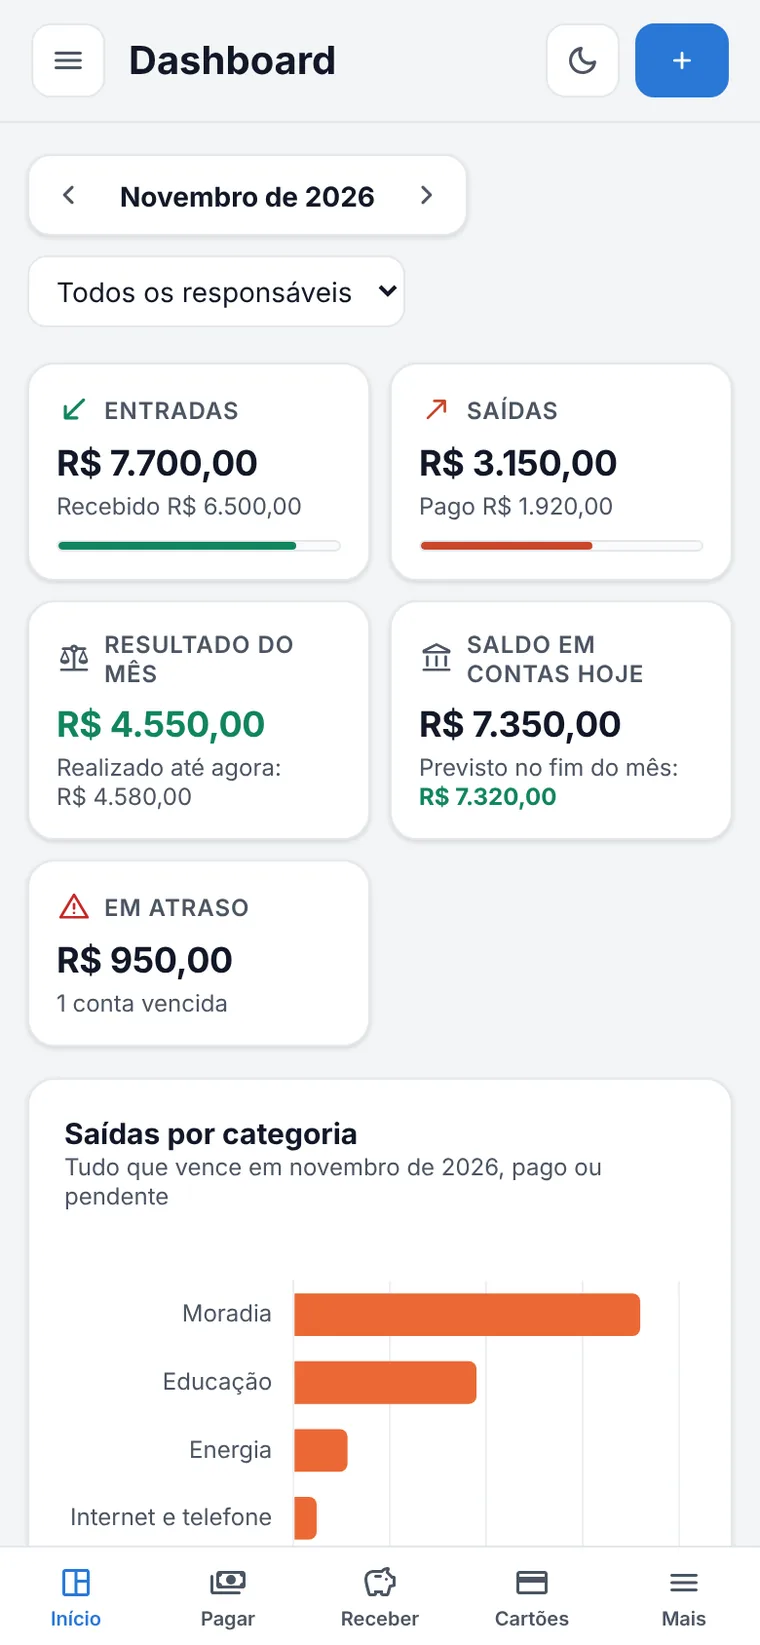 Dashboard
+
Novembro de 2026
Todos os responsáveis
ENTRADAS
R$ 7.700,00
Recebido R$ 6.500,00
SAÍDAS
R$ 3.150,00
Pago R$ 1.920,00
RESULTADO DO
MÊS
R$ 4.550,00
Realizado até agora:
R$ 4.580,00
SALDO EM
CONTAS HOJE
R$ 7.350,00
Previsto no fim do mês:
R$ 7.320,00
EM ATRASO
R$ 950,00
1 conta vencida
Saídas por categoria
Tudo que vence em novembro de 2026, pago ou
pendente
Moradia
Educação
Energia
Internet e telefone
Início
Pagar
Receber
Cartões
Mais